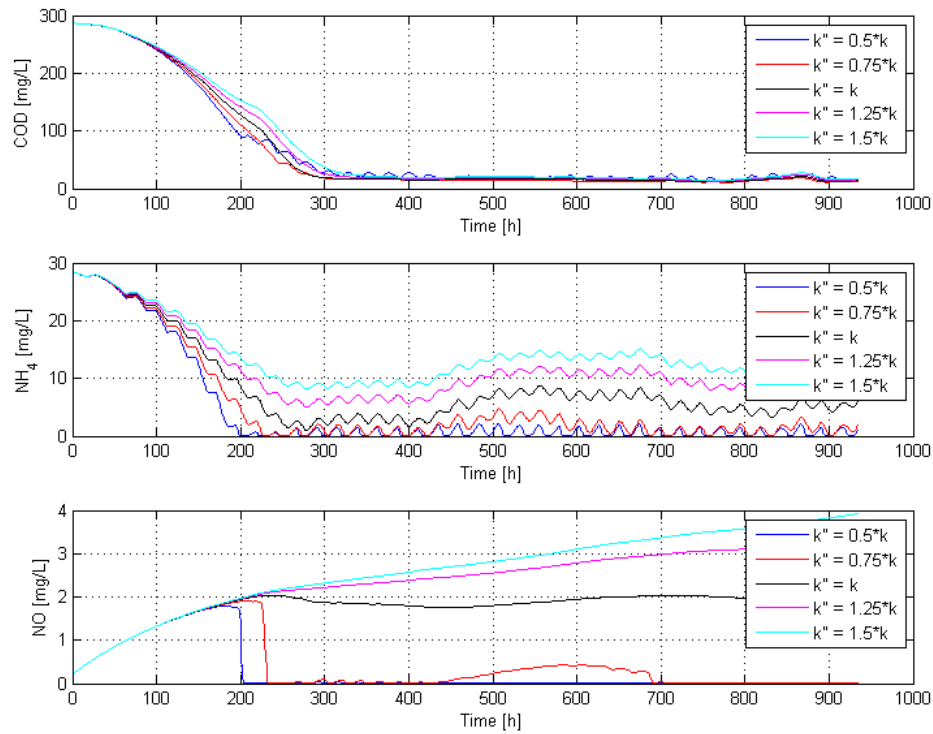 300
200
100
0
COD [mg/L]
0 100 200 300 400 500 600 700 800 900 1000
Time [h]
k" = 0.5*k
k" = 0.75*k
k" = k
k" = 1.25*k
k" = 1.5*k
30
20
10
0
NH4 [mg/L]
0 100 200 300 400 500 600 700 800 900 1000
Time [h]
k" = 0.5*k
k" = 0.75*k
k" = k
k" = 1.25*k
k" = 1.5*k
4
3
2
1
0
NO [mg/L]
0 100 200 300 400 500 600 700 800 900 1000
Time [h]
k" = 0.5*k
k" = 0.75*k
k" = k
k" = 1.25*k
k" = 1.5*k